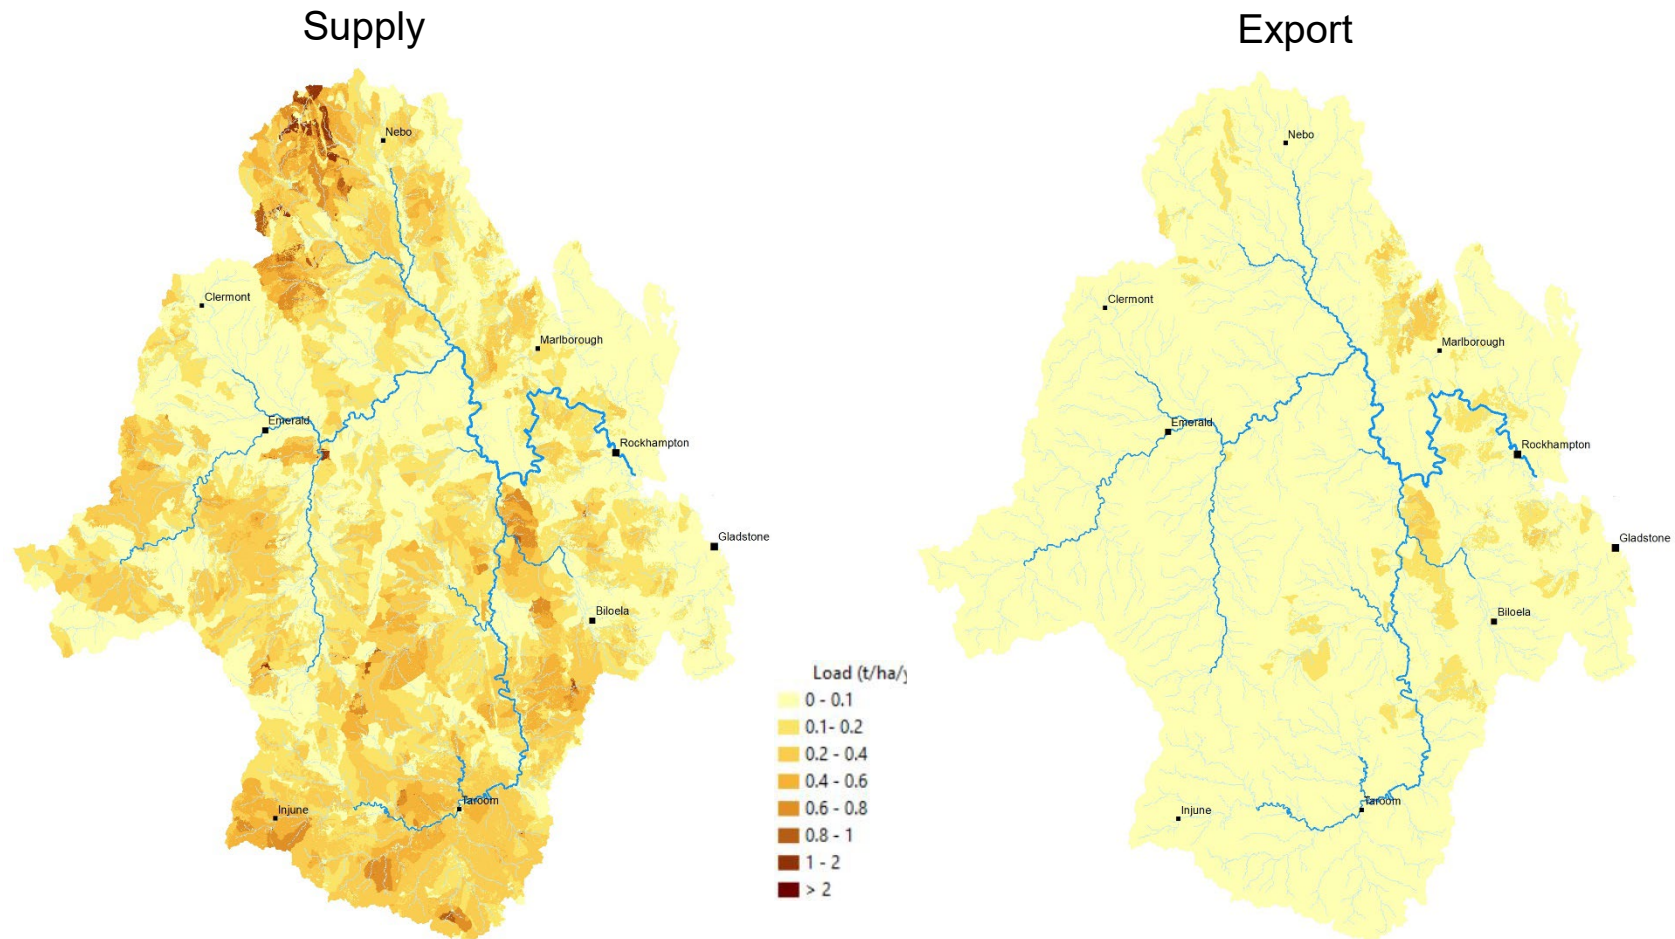 Supply
Export
Nebo
Clermont
Marlborough
Emerald
Rockhampton
Gladstone
Biloela
Injune
Taroom
Load (t/ha/y
0 - 0.1
0.1- 0.2
0.2 - 0.4
0.4 - 0.6
0.6 - 0.8
0.8 - 1
1 - 2
> 2
Nebo
Clermont
Marlborough
Emerald
Rockhampton
Gladstone
Biloela
Injune
Taroom